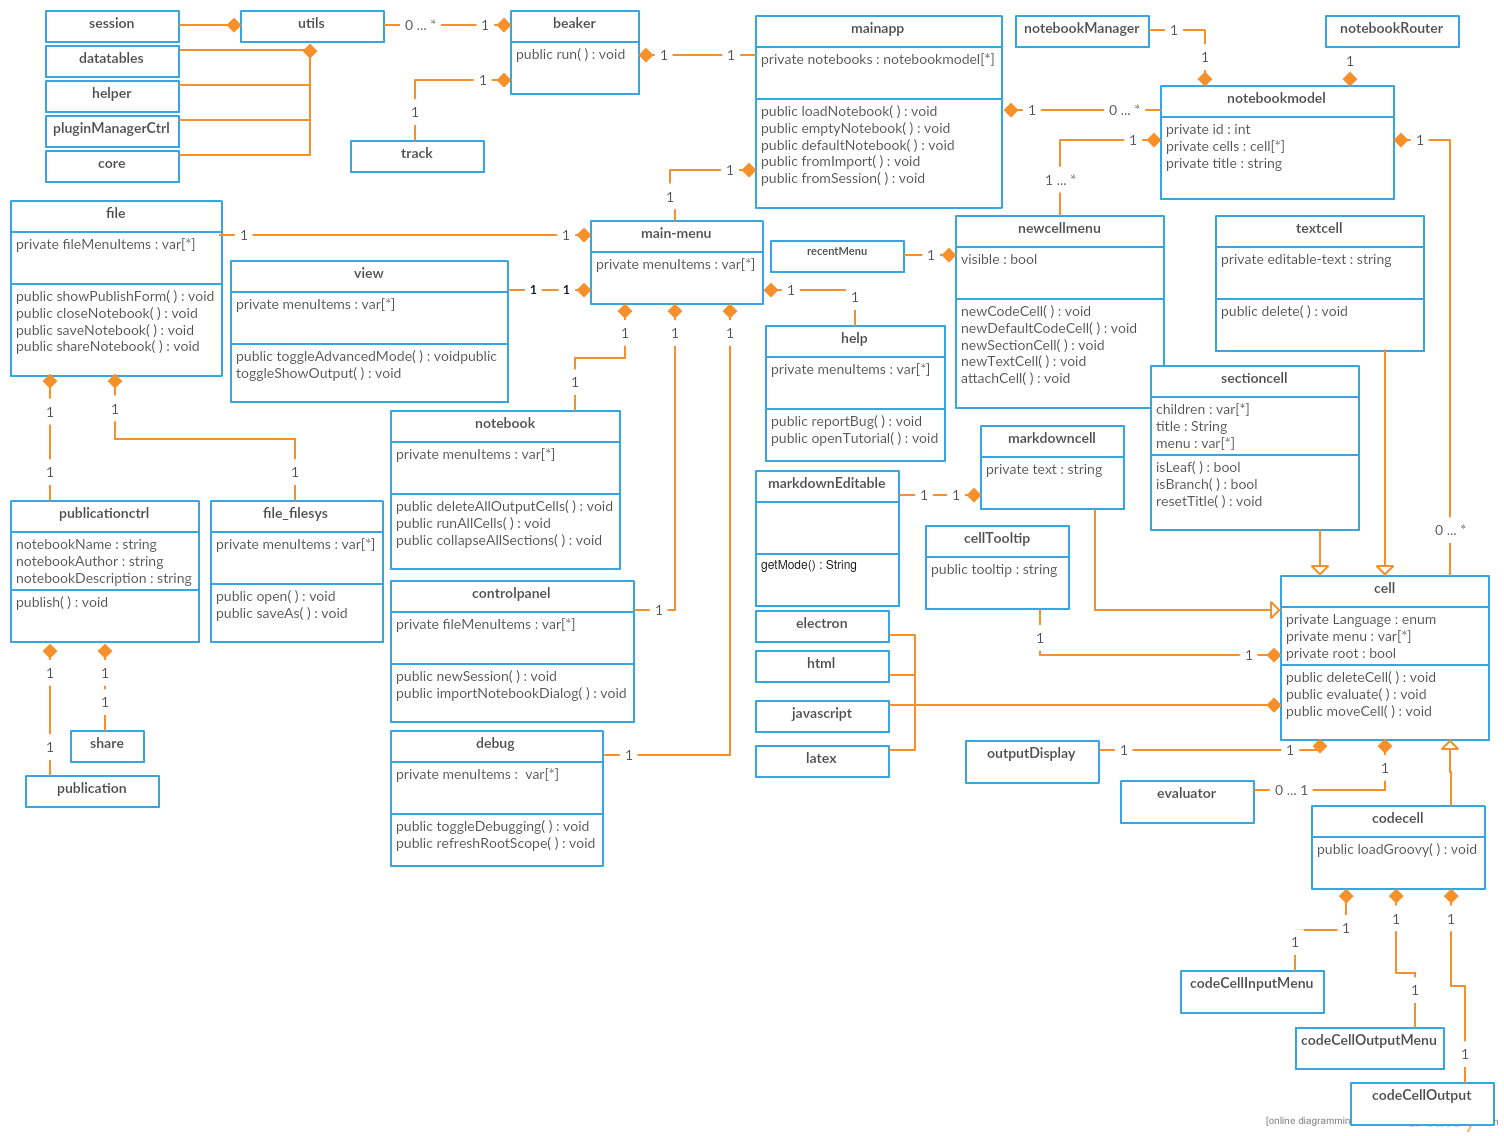 session
utils
0 ... *
1
beaker
public run( ) : void
datatables
helper
pluginManagerCtrl
core
1
1
track
1
1
mainapp
private notebooks : notebookmodel[*]
public loadNotebook( ) : void
public emptyNotebook( ) : void
public defaultNotebook( ) : void
public fromImport( ) : void
public fromSession( ) : void
notebookManager
1
1
notebookRouter
1
notebookmodel
private id : int
private cells : cell[*]
private title : string
1
0 ... *
1
1 ... *
1
0 ... *
1
1
file
private fileMenuItems : var[*]
public showPublishForm( ) : void
public closeNotebook( ) : void
public saveNotebook( ) : void
public shareNotebook( ) : void
1
1
main-menu
private menuItems : var[*]
view
private menuItems : var[*]
public toggleAdvancedMode( ) : voidpublic
toggleShowOutput( ) : void
1
1
recentMenu
1
newcellmenu
visible : bool
newCodeCell( ) : void
newDefaultCodeCell( ) : void
newSectionCell( ) : void
newTextCell( ) : void
attachCell( ) : void
textcell
private editable-text : string
public delete( ) : void
1
1
help
private menuItems : var[*]
public reportBug( ) : void
public openTutorial( ) : void
1
1
1
1
sectioncell
children : var[*]
title : String
menu : var[*]
isLeaf( ) : bool
isBranch( ) : bool
resetTitle( ) : void
1
1
1
1
notebook
private menuItems : var[*]
public deleteAllOutputCells( ) : void
public runAllCells( ) : void
public collapseAllSections( ) : void
markdowncell
private text : string
markdownEditable
getMode() : String
1
1
publicationctrl
notebookName : string
notebookAuthor : string
notebookDescription : string
publish( ) : void
file_filesys
private menuItems : var[*]
public open( ) : void
public saveAs( ) : void
cellTooltip
public tooltip : string
1
1
controlpanel
private fileMenuItems : var[*]
public newSession( ) : void
public importNotebookDialog( ) : void
1
electron
html
javascript
latex
cell
private Language : enum
private menu : var[*]
private root : bool
public deleteCell( ) : void
public evaluate( ) : void
public moveCell( ) : void
1
1
1
1
share
publication
debug
private menuItems :  var[*]
public toggleDebugging( ) : void
public refreshRootScope( ) : void
1
outputDisplay
1
1
evaluator
0 ... 1
1
codecell
public loadGroovy( ) : void
1
1
1
1
1
1
codeCellInputMenu
codeCellOutputMenu
codeCellOutput
[online diagrammin